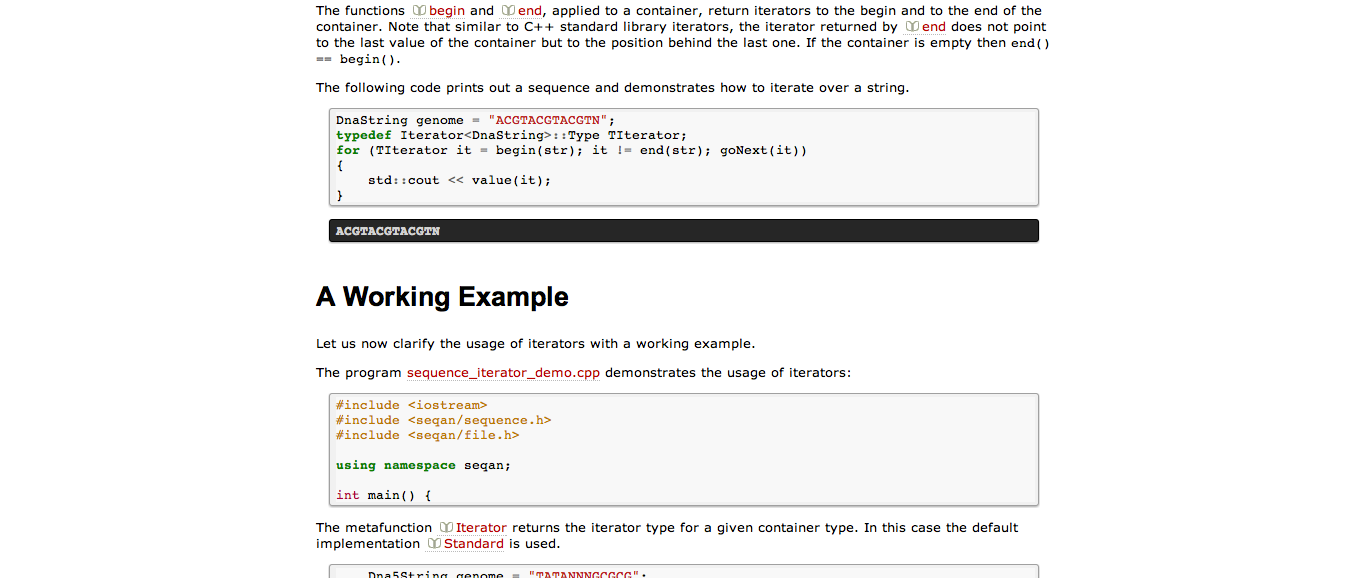 The functions begin and end, applied to a container, return iterators to the begin and to the end of the
container. Note that similar to C++ standard library iterators, the iterator returned by end does not point
to the last value of the container but to the position behind the last one. If the container is empty then end()
== begin().
The following code prints out a sequence and demonstrates how to iterate over a string.
DnaString genome = "ACGTACGTACGTN";
typedef Iterator<DnaString>::Type TIterator;
for (TIterator it = begin(str); it != end(str); goNext(it))
{
    std::cout << value(it);
}
ACGTACGTACGTN
A Working Example
Let us now clarify the usage of iterators with a working example.
The program sequence_iterator_demo.cpp demonstrates the usage of iterators:
#include <iostream>
#include <seqan/sequence.h>
#include <seqan/file.h>
using namespace seqan;
int main() {
The metafunction Iterator returns the iterator type for a given container type. In this case the default
implementation Standard is used.
    Dna5String genome = "TATANNNGCGCG";